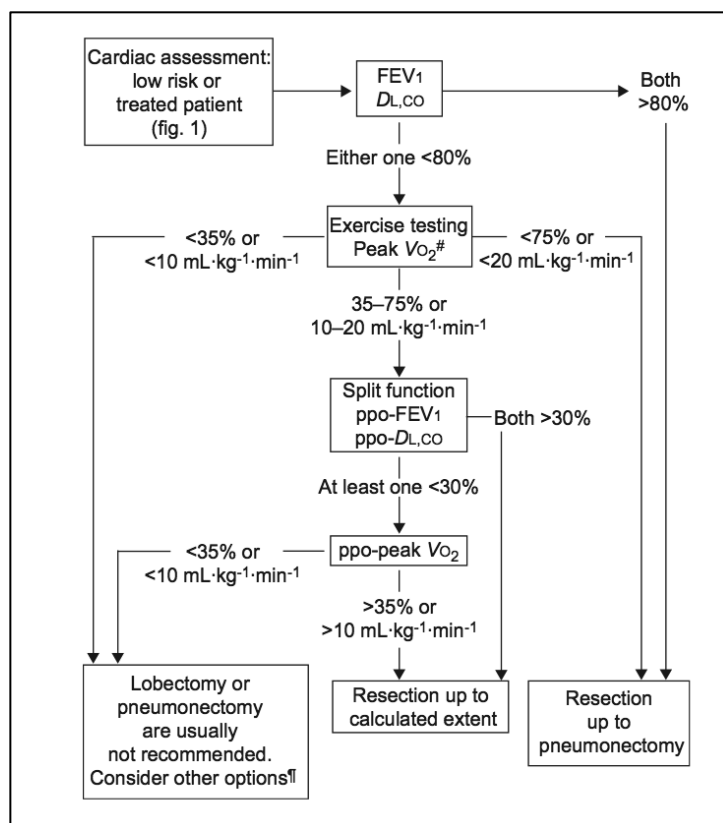 Cardiac assessment:
low risk or
treated patient
(fig. 1)
FEV1
DL,CO
Both
>80%
Either one <80%
Exercise testing
Peak VO2#
<35% or
<10 mL·kg-1·min-1
<75% or
<20 mL·kg-1·min-1
35–75% or
10–20 mL·kg-1·min-1
Split function
ppo-FEV1
ppo-DL,CO
Both >30%
At least one <30%
ppo-peak VO2
<35% or
<10 mL·kg-1·min-1
>35% or
>10 mL·kg-1·min-1
Lobectomy or
pneumonectomy
are usually
not recommended.
Consider other options¶
Resection up to
calculated extent
Resection
up to
pneumonectomy